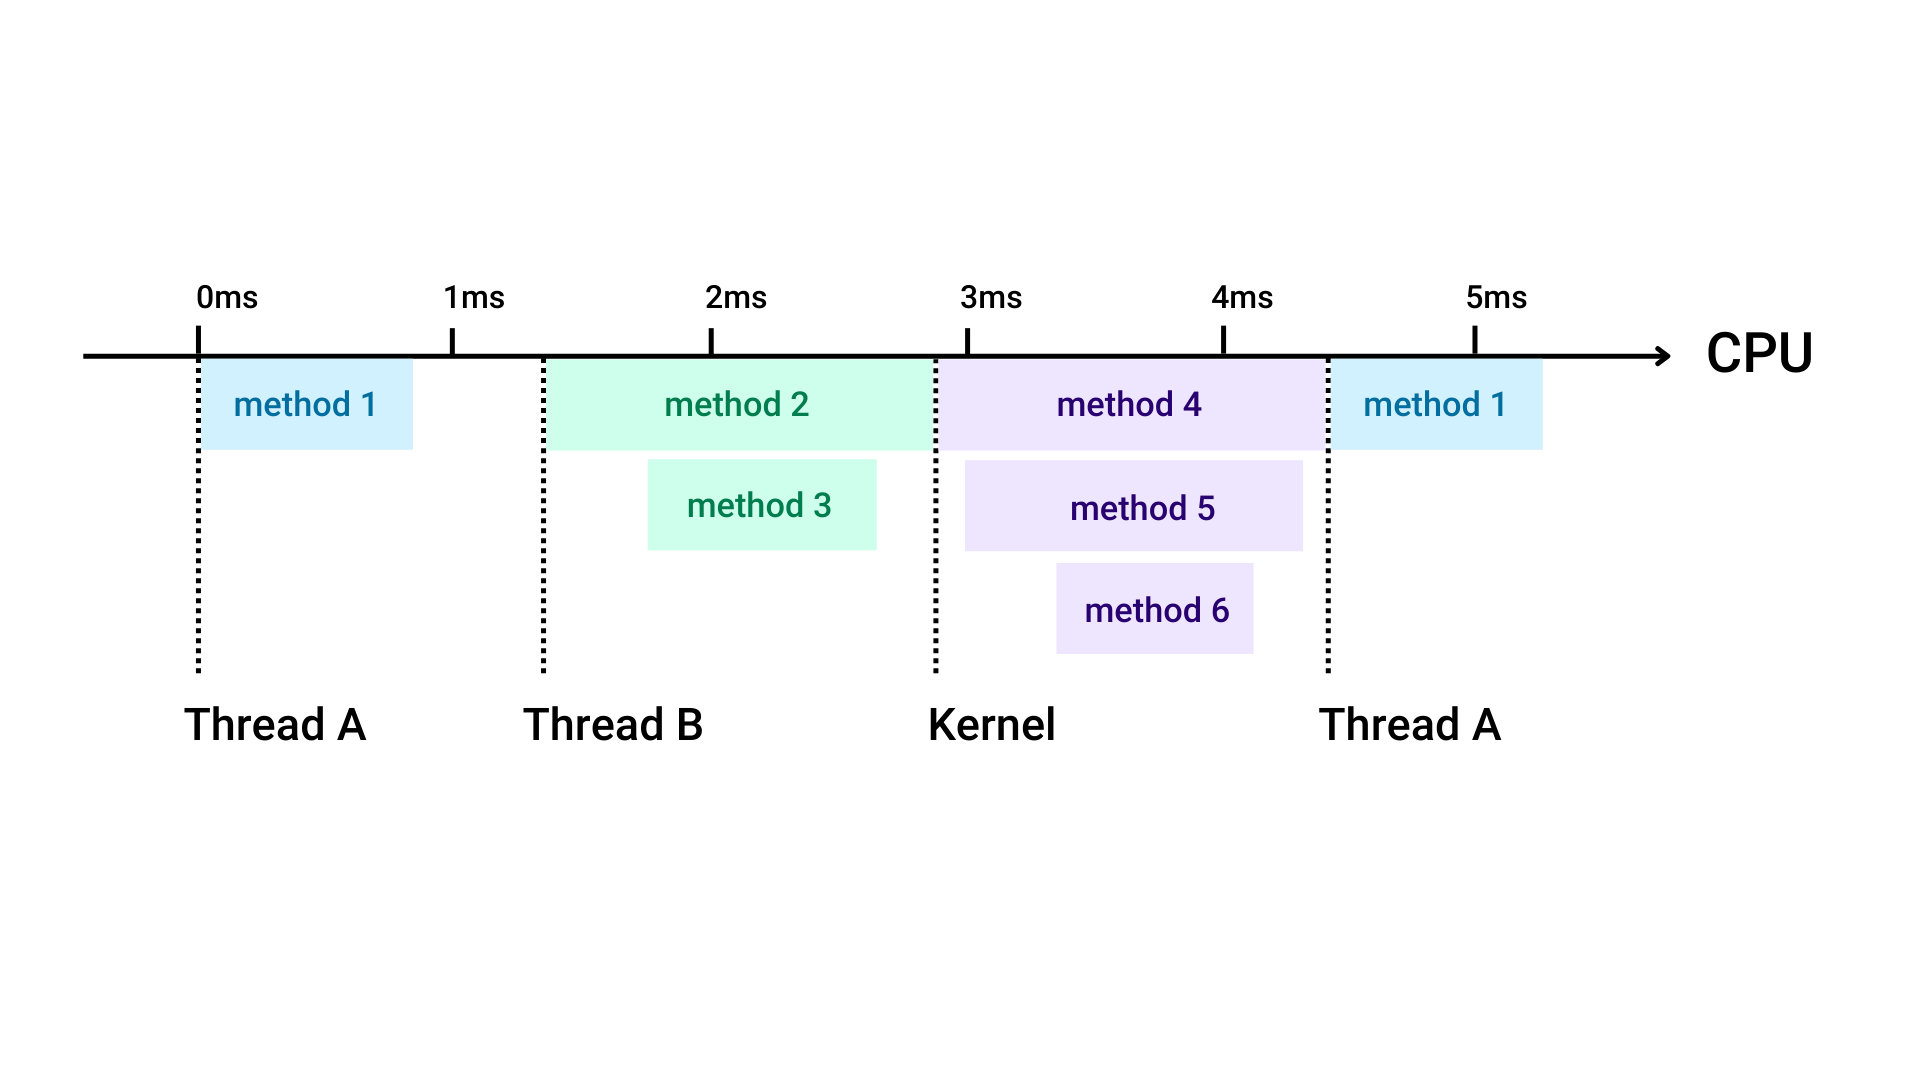 0ms 1ms 2ms 3ms 4ms 5ms
CPU
method 1 method 2 method 4 method 1
method 3 method 5
method 6
Thread A Thread B Kernel Thread A